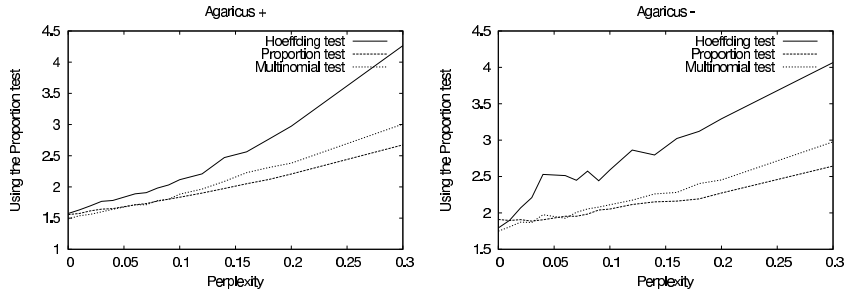 Agaricus +
4.5
4
3.5
3
2.5
2
1.5
1
Using the Proportion test
Hoeffding test
Proportion test
Multinomial test
0 0.05 0.1 0.15 0.2 0.25 0.3
Perplexity
Agaricus -
4.5
4
3.5
3
2.5
2
1.5
Using the Proportion test
Hoeffding test
Proportion test
Multinomial test
0 0.05 0.1 0.15 0.2 0.25 0.3
Perplexity